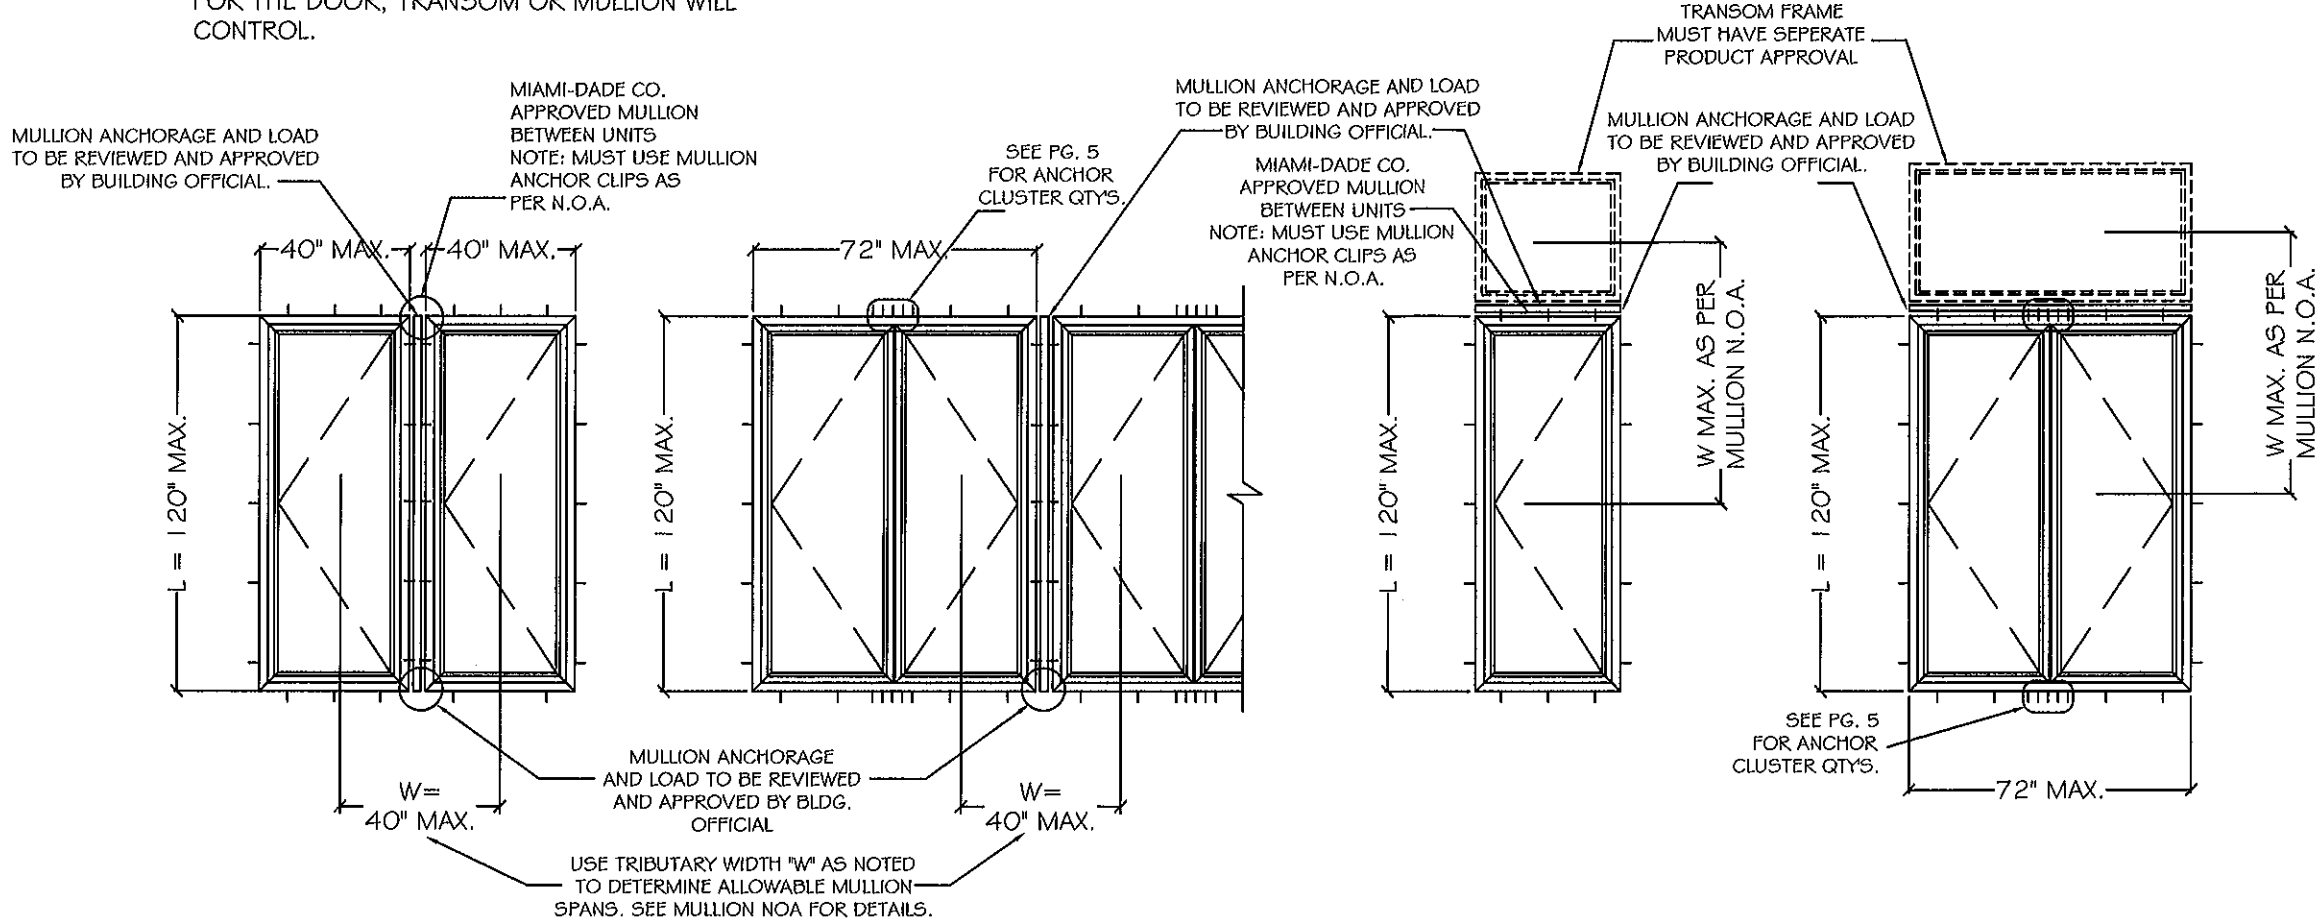 FOR THE DOOR, TRANSOM OR MULLION WILL
CONTROL.
MULLION ANCHORAGE AND LOAD
TO BE REVIEWED AND APPROVED
BY BUILDING OFFICIAL.
MIAMI-DADE CO.
APPROVED MULLION
BETWEEN UNITS
NOTE: MUST USE MULLION
ANCHOR CLIPS AS
PER N.O.A.
40" MAX.
40" MAX.
L = 120" MAX.
W=
40" MAX.
SEE PG. 5
FOR ANCHOR
CLUSTER QTY'S.
72" MAX.
L = 120" MAX.
W=
40" MAX.
MULLION ANCHORAGE
AND LOAD TO BE REVIEWED
AND APPROVED BY BLDG.
OFFICIAL
USE TRIBUTARY WIDTH "W" AS NOTED
TO DETERMINE ALLOWABLE MULLION
SPANS. SEE MULLION NOA FOR DETAILS.
MULLION ANCHORAGE AND LOAD
TO BE REVIEWED AND APPROVED
BY BUILDING OFFICIAL.
MIAMI-DADE CO.
APPROVED MULLION
BETWEEN UNITS
NOTE: MUST USE MULLION
ANCHOR CLIPS AS
PER N.O.A.
TRANSOM FRAME
MUST HAVE SEPERATE
PRODUCT APPROVAL
MULLION ANCHORAGE AND LOAD
TO BE REVIEWED AND APPROVED
BY BUILDING OFFICIAL.
L = 120" MAX.
W MAX. AS PER
MULLION N.O.A.
L = 120" MAX.
W MAX. AS PER
MULLION N.O.A.
SEE PG. 5
FOR ANCHOR
CLUSTER QTY'S.
72" MAX.